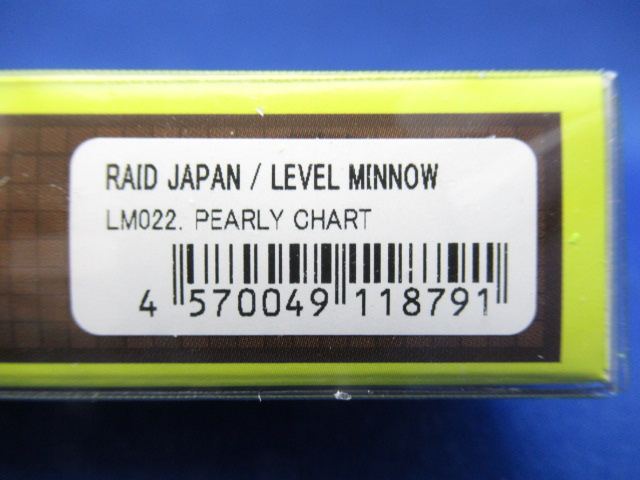 RAID JAPAN / LEVEL MINNOW
LM022. PEARLY CHART
4 570049 118791